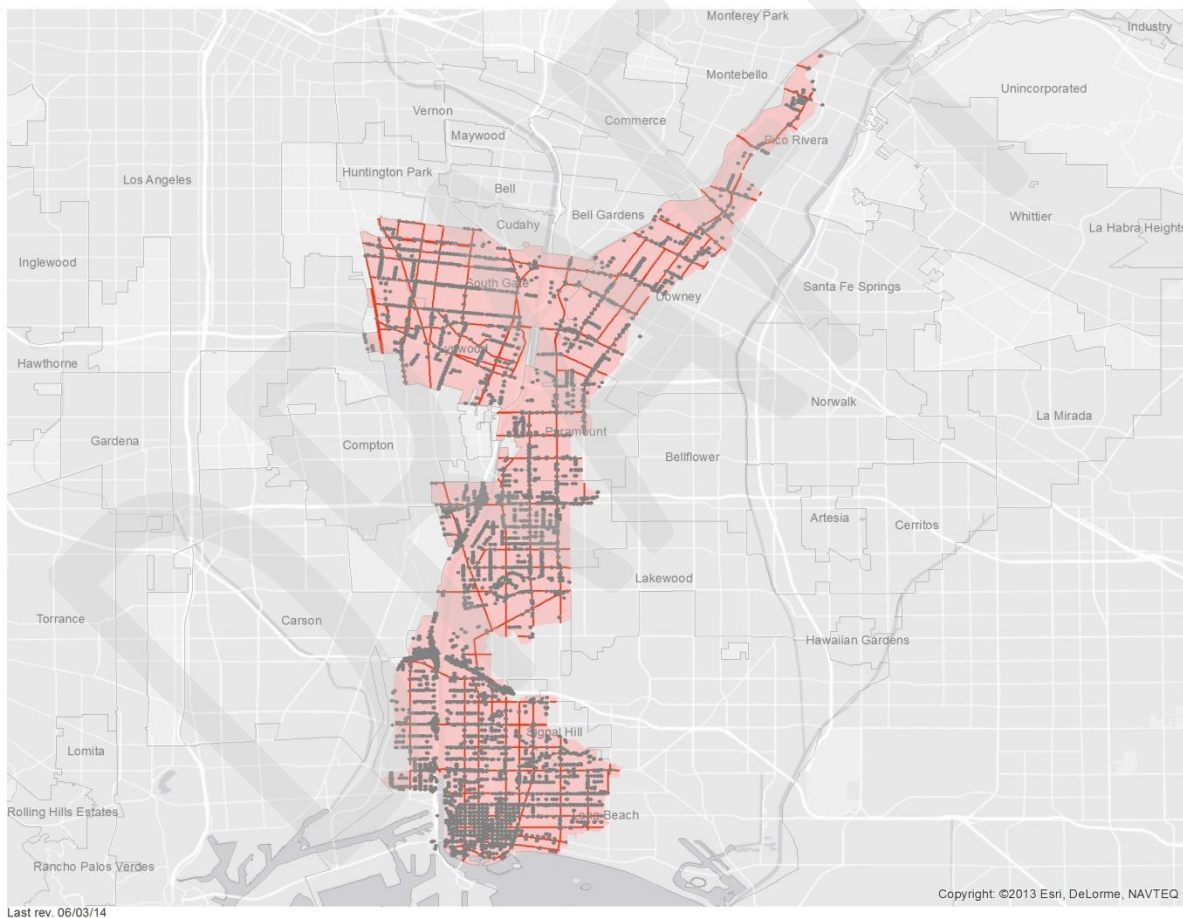 Monterey Park
Industry
Montebello
Unincorporated
Vernon
Commerce
Maywood
Pico Rivera
Huntington Park
Los Angeles
Bell
Whittier
Bell Gardens
Cudahy
La Habra Heights
Inglewood
South Gate
Santa Fe Springs
Downey
Lynwood
Hawthorne
Norwalk
La Mirada
Paramount
Gardena
Compton
Bellflower
Artesia
Cerritos
Lakewood
Torrance
Carson
Hawaiian Gardens
Signal Hill
Lomita
Rolling Hills Estates
Long Beach
Rancho Palos Verdes
Copyright: ©2013 Esri, DeLorme, NAVTEQ
Last rev. 06/03/14